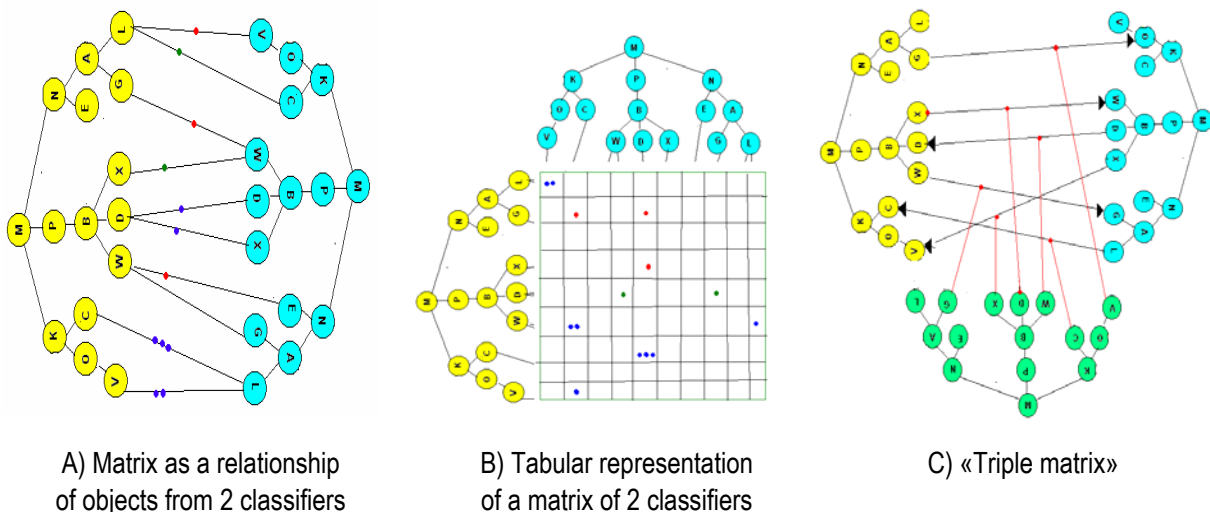 L
A
N G
E
X
M P B D
W
C
K O
V
V
O
K
C
W
D B P M
X
E N
G
A
L
M
K P N
O C B E A
V W D X G L
L
A
N G
E
X
M P B D
W
C
K O
V
L
A
N G
E
X
M P B D
W
K C
O
V
V
O
K
C
W
B P M
D
X
E N
G
A
L
L G X D W V
A E B C O
N P K
M
A) Matrix as a relationship
of objects from 2 classifiers
B) Tabular representation
of a matrix of 2 classifiers
C) «Triple matrix»